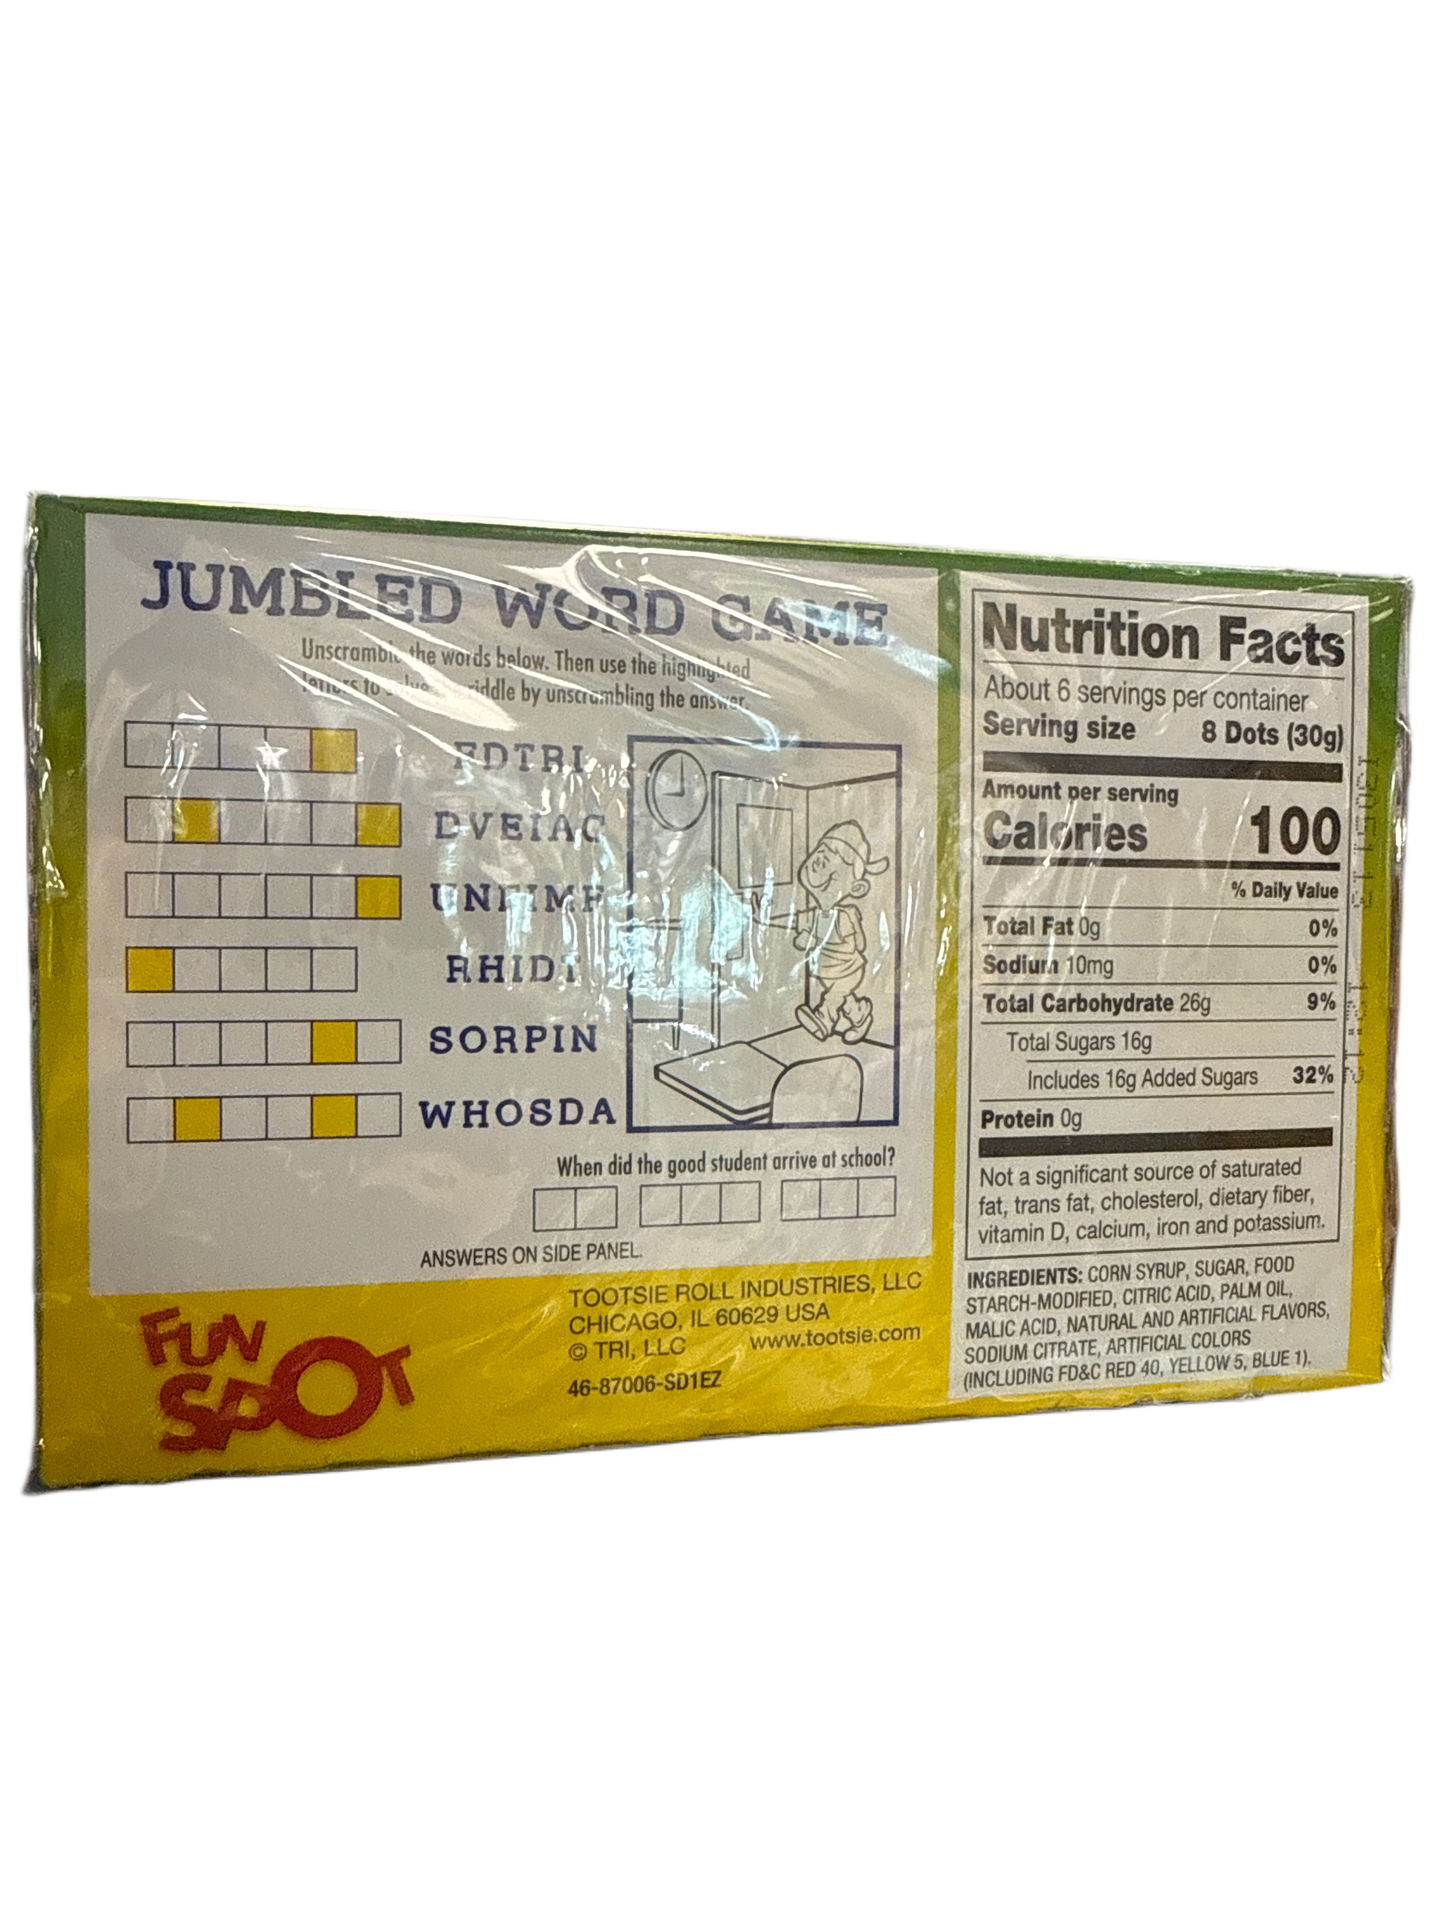 JUMBLED WORD GAME
Unscramble the words below. Then use the highlighted
letters to solve the riddle by unscrambling the answer.
DVEIAC
RHIDT
SORPIN
WHOSDA
When did the good student arrive at school?
ANSWERS ON SIDE PANEL.
FUN
SPOT
TOOTSIE ROLL INDUSTRIES, LLC
CHICAGO, IL 60629 USA
© TRI, LLC www.tootsie.com
46-87006-SD1EZ
Nutrition Facts
About 6 servings per container
Serving size 8 Dots (30g)
Amount per serving
Calories 100
% Daily Value
Total Fat 0g 0%
Sodium 10mg 0%
Total Carbohydrate 26g 9%
Total Sugars 16g
Includes 16g Added Sugars 32%
Protein 0g
Not a significant source of saturated
fat, trans fat, cholesterol, dietary fiber,
vitamin D, calcium, iron and potassium.
INGREDIENTS: CORN SYRUP, SUGAR, FOOD
STARCH-MODIFIED, CITRIC ACID, PALM OIL,
MALIC ACID, NATURAL AND ARTIFICIAL FLAVORS,
SODIUM CITRATE, ARTIFICIAL COLORS
(INCLUDING FD&C RED 40, YELLOW 5, BLUE 1).